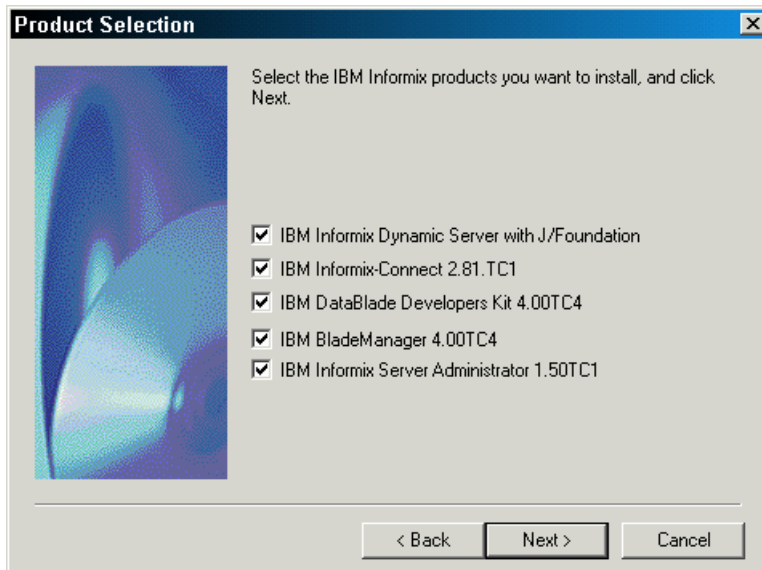 Product Selection
Select the IBM Informix products you want to install, and click
Next.
IBM Informix Dynamic Server with J/Foundation
IBM Informix-Connect 2.81.TC1
IBM DataBlade Developers Kit 4.00TC4
IBM BladeManager 4.00TC4
IBM Informix Server Administrator 1.50TC1
< Back Next > Cancel